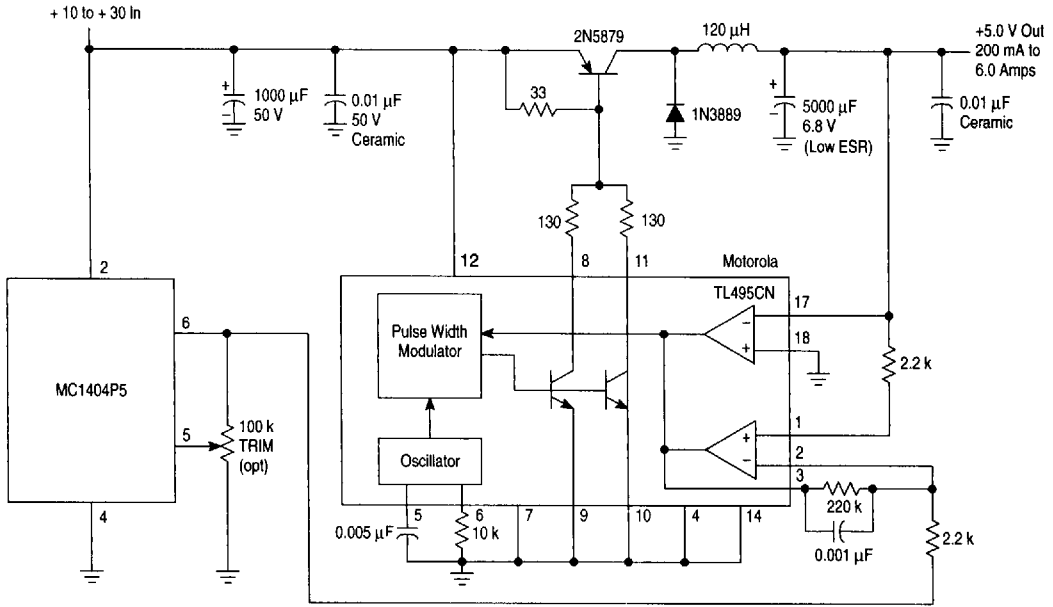 + 10 to + 30 In
2N5879
120 µH
+5.0 V Out
200 mA to
6.0 Amps
+
−
1000 µF
50 V
0.01 µF
50 V
Ceramic
33
1N3889
+
−
5000 µF
6.8 V
(Low ESR)
0.01 µF
Ceramic
130
130
2
12
8
11
Motorola
TL495CN
17
−
+
18
6
Pulse Width
Modulator
2.2 k
MC1404P5
100 k
TRIM
(opt)
5
Oscillator
1
+
−
2
3
220 k
0.001 µF
2.2 k
4
0.005 µF
5
6
10 k
7
9
10
4
14